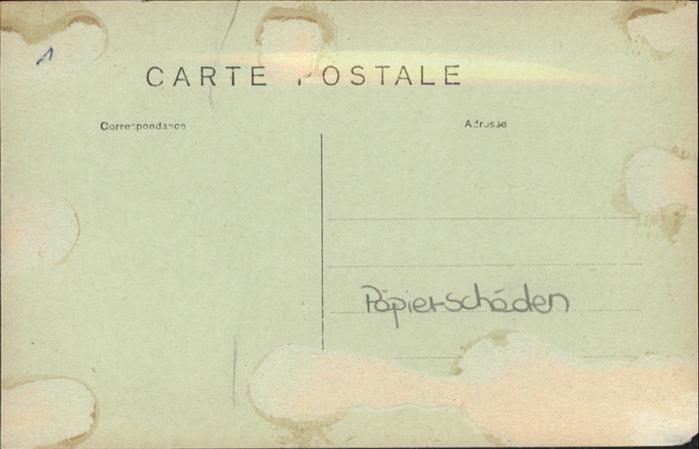 1
CARTE POSTALE
Correspondance
Adresse
Papierschäden